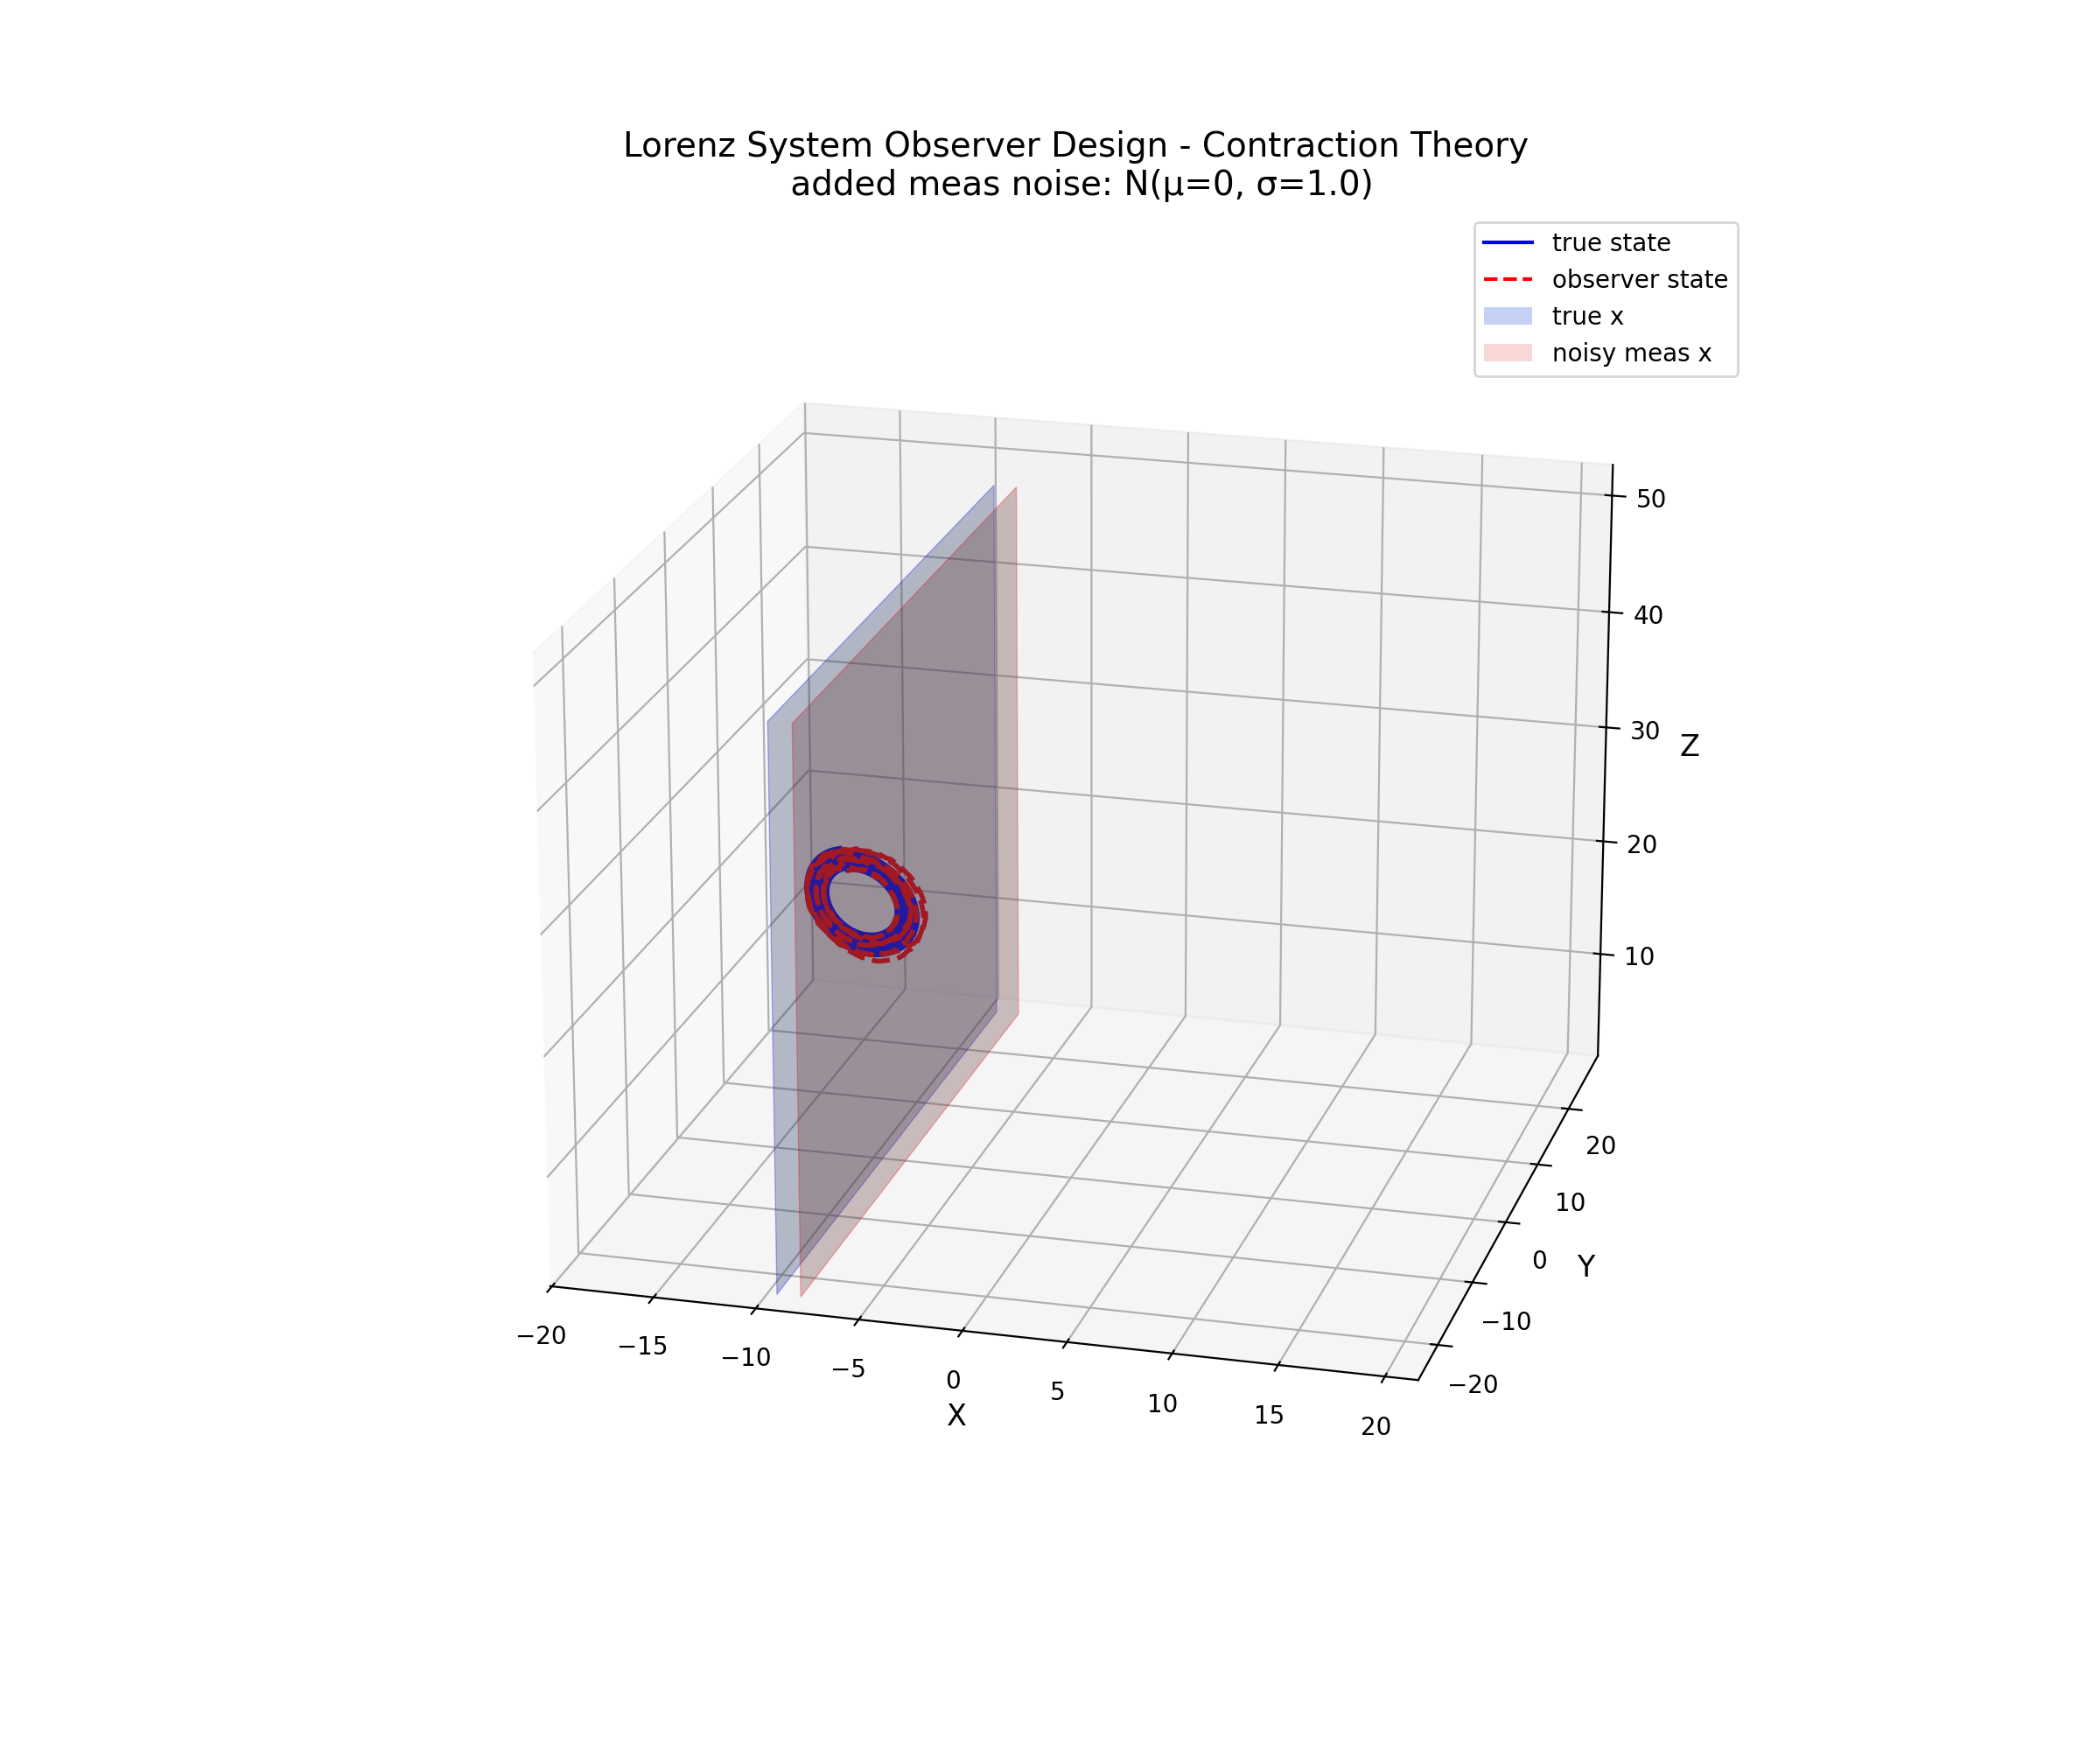 Lorenz System Observer Design - Contraction Theory
added meas noise: N(μ=0, σ=1.0)
true state
observer state
true x
noisy meas x
50
40
30
20
10
Z
20
10
0
−10
−20
Y
−20
−15
−10
−5
0
5
10
15
20
X